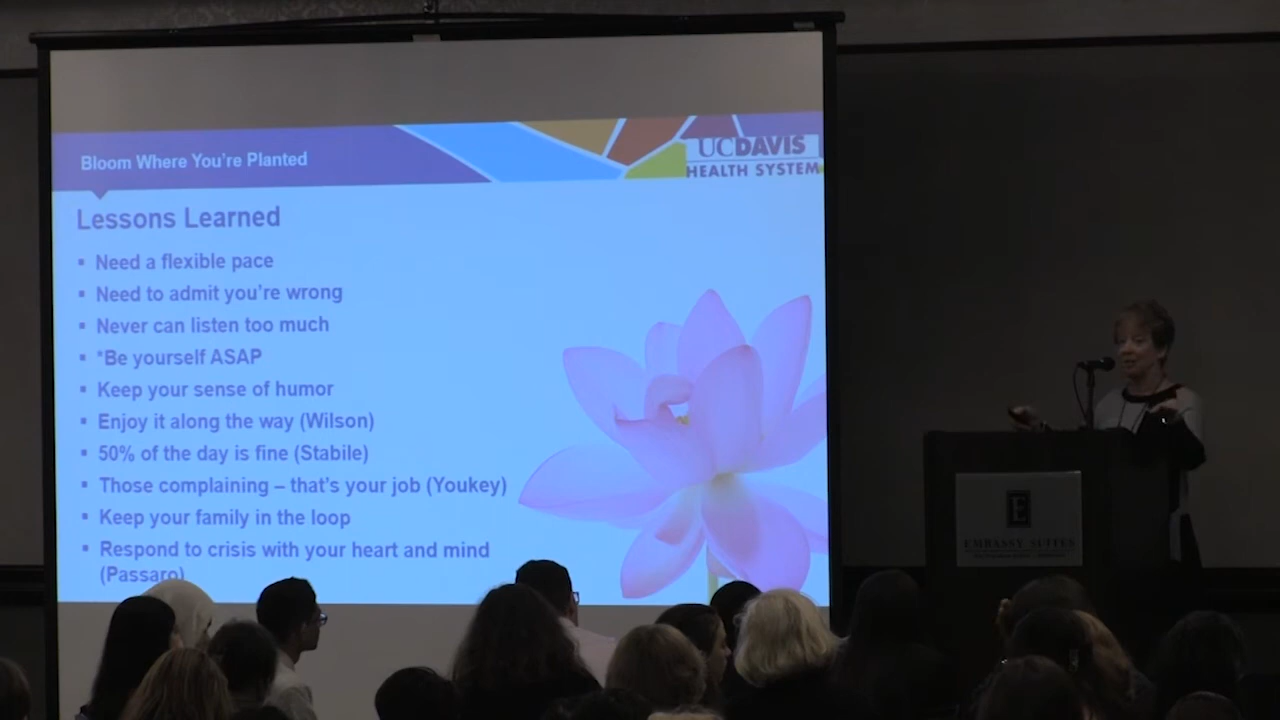 Bloom Where You're Planted
UCDAVIS
HEALTH SYSTEM
Lessons Learned
▪ Need a flexible pace
▪ Need to admit you're wrong
▪ Never can listen too much
▪ *Be yourself ASAP
▪ Keep your sense of humor
▪ Enjoy it along the way (Wilson)
▪ 50% of the day is fine (Stabile)
▪ Those complaining – that's your job (Youkey)
▪ Keep your family in the loop
▪ Respond to crisis with your heart and mind
(Passaro)
E
EMBASSY SUITES